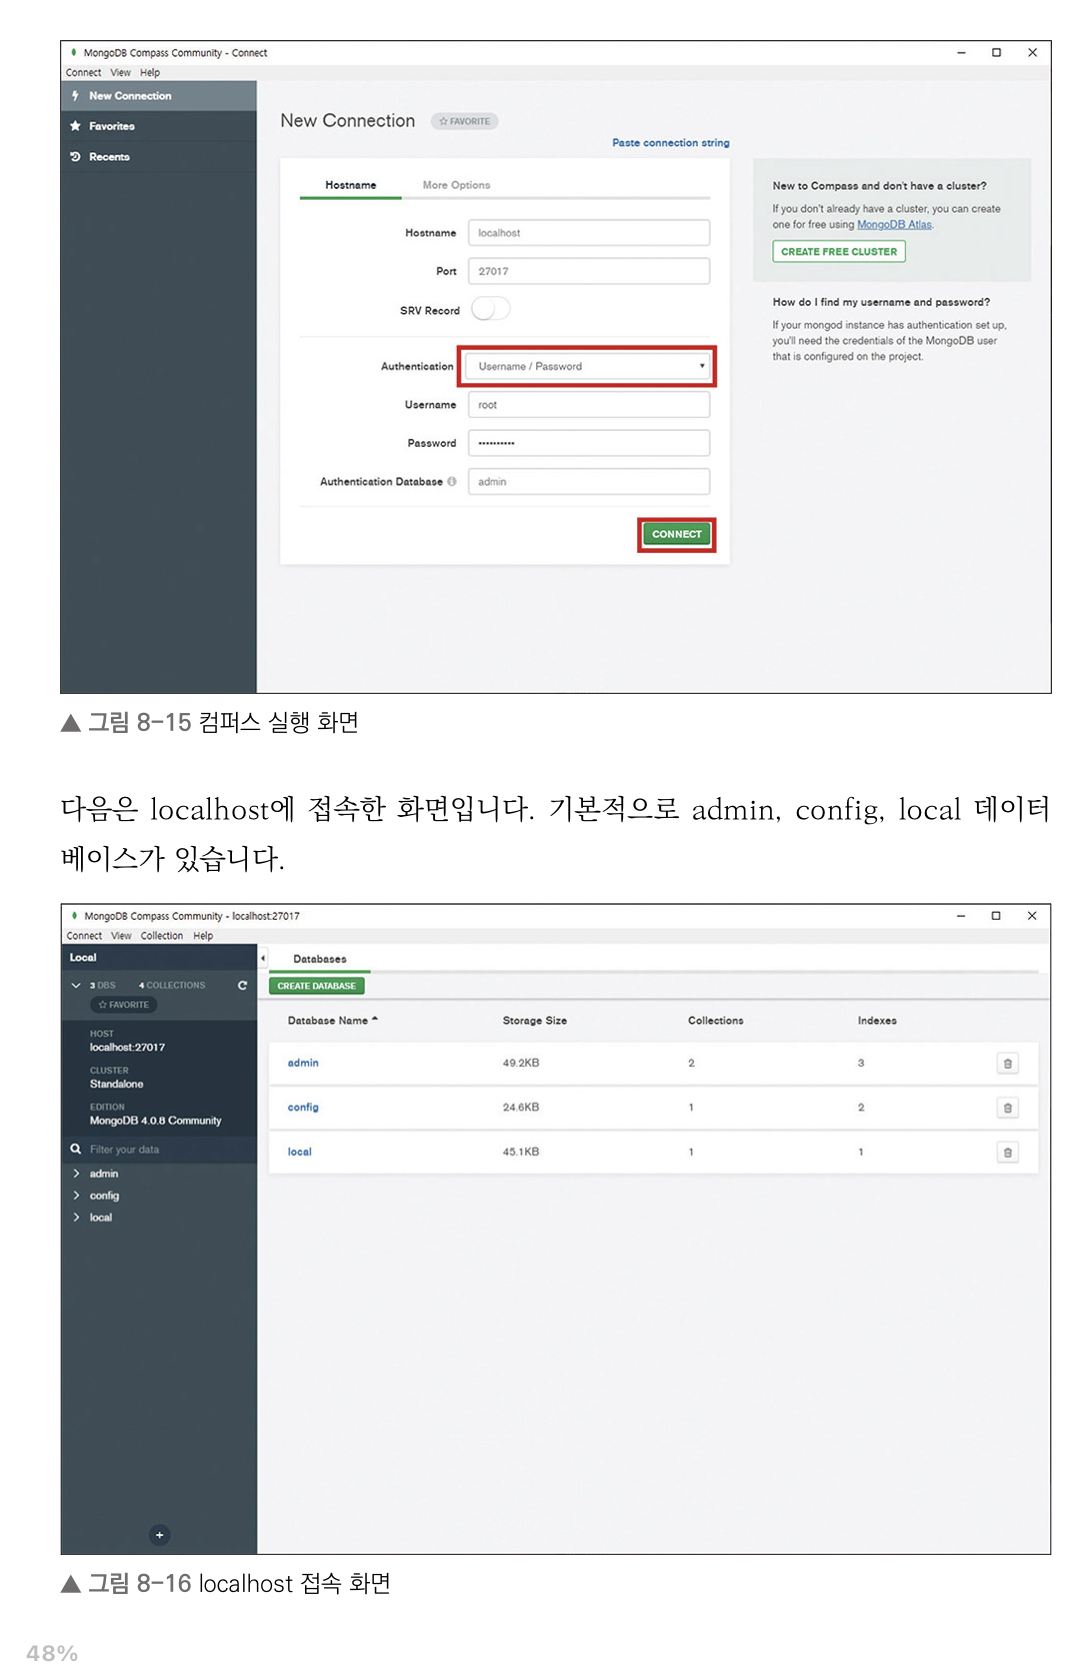 MongoDB Compass Community - Connect
Connect View Help
New Connection
Favorites
Recents
New Connection
FAVORITE
Paste connection string
Hostname More Options
Hostname localhost
Port 27017
SRV Record
Authentication Username / Password
Username root
Password ••••••••••
Authentication Database admin
CONNECT
New to Compass and don't have a cluster?
If you don't already have a cluster, you can create
one for free using MongoDB Atlas.
CREATE FREE CLUSTER
How do I find my username and password?
If your mongod instance has authentication set up,
you'll need the credentials of the MongoDB user
that is configured on the project.
▲ 그림 8-15 컴퍼스 실행 화면
다음은 localhost에 접속한 화면입니다. 기본적으로 admin, config, local 데이터
베이스가 있습니다.
MongoDB Compass Community - localhost:27017
Connect View Collection Help
Local
3 DBS 4 COLLECTIONS
FAVORITE
HOST
localhost:27017
CLUSTER
Standalone
EDITION
MongoDB 4.0.8 Community
Filter your data
admin
config
local
Databases
CREATE DATABASE
Database Name Storage Size Collections Indexes
admin 49.2KB 2 3
config 24.6KB 1 2
local 45.1KB 1 1
▲ 그림 8-16 localhost 접속 화면
48%